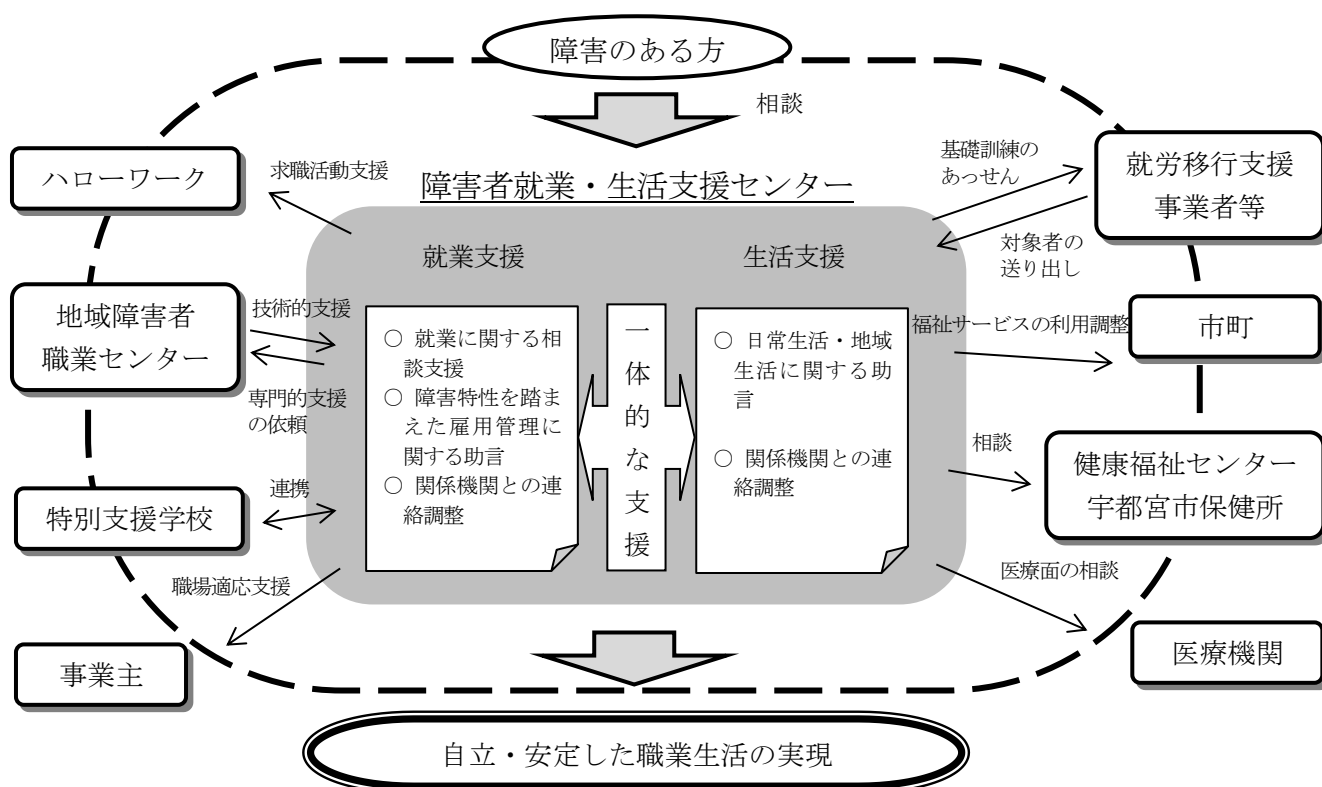 障害のある方
相談
ハローワーク
求職活動支援
障害者就業・生活支援センター
基礎訓練の
あっせん
就労移行支援
事業者等
対象者の
送り出し
就業支援
生活支援
地域障害者
職業センター
技術的支援
専門的支援
の依頼
○ 就業に関する相
談支援
○ 障害特性を踏ま
えた雇用管理に
関する助言
○ 関係機関との連
絡調整
一体的な支援
○ 日常生活・地域
生活に関する助
言
○ 関係機関との連
絡調整
福祉サービスの利用調整
市町
相談
健康福祉センター
宇都宮市保健所
特別支援学校
連携
職場適応支援
事業主
医療面の相談
医療機関
自立・安定した職業生活の実現